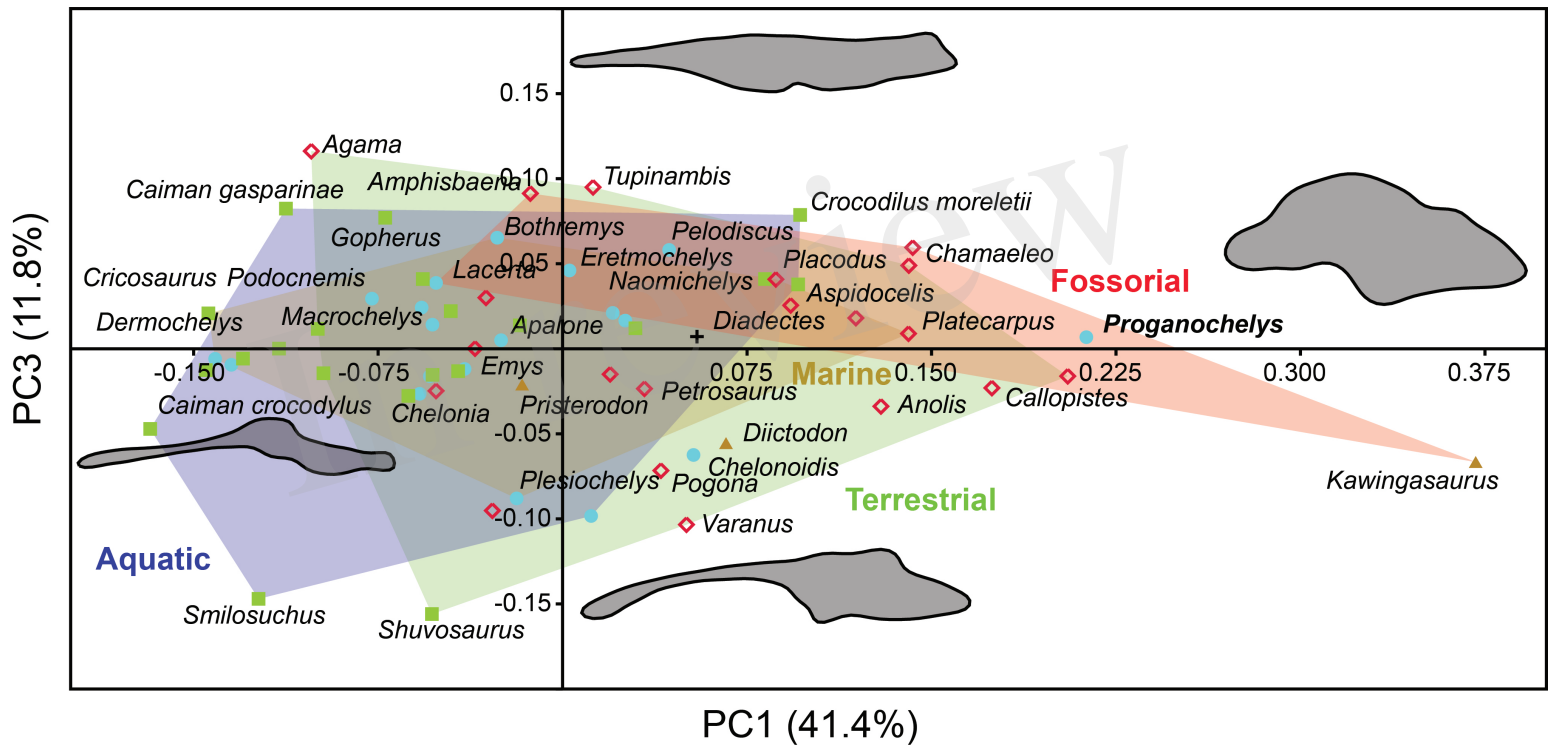 0.15
Agama
Caiman gasparinae
Amphisbaena
0.10
Tupinambis
Crocodilus moreletii
Gopherus
Bothremys
Pelodiscus
Chamaeleo
Cricosaurus
Podocnemis
Lacerta
0.05
Eretmochelys
Placodus
Naomichelys
Fossorial
Aspidocelis
Dermochelys
Macrochelys
Apalone
Diadectes
Platecarpus
Proganochelys
-0.150
-0.075
Emys
0.075
Marine
0.150
0.225
0.300
0.375
Caiman crocodylus
Chelonia
Pristerodon
Petrosaurus
Anolis
Callopistes
-0.05
Diictodon
Chelonoidis
Plesiochelys
Pogona
Kawingasaurus
Terrestrial
-0.10
Varanus
Aquatic
-0.15
Smilosuchus
Shuvosaurus
PC3 (11.8%)
PC1 (41.4%)